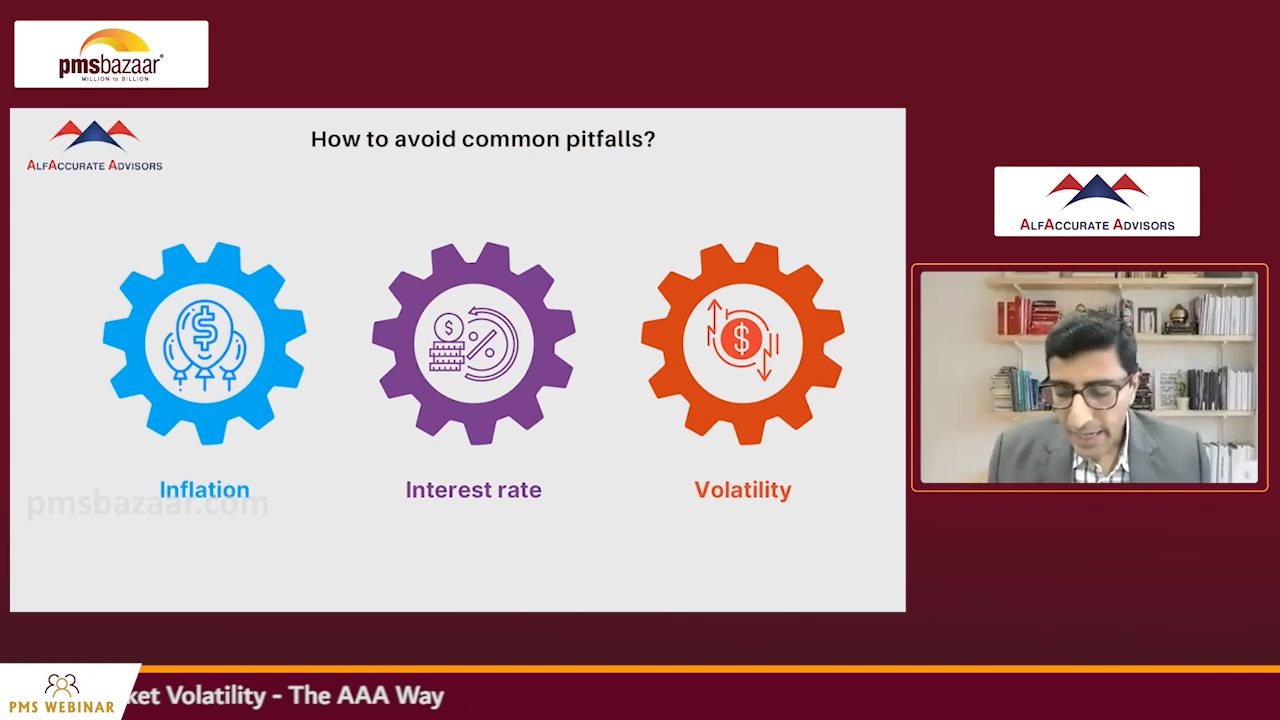 pmsbazaar
MILLION to BILLION
ALFACCURATE ADVISORS
How to avoid common pitfalls?
ALFACCURATE ADVISORS
Inflation
Interest rate
Volatility
pmsbazaar.com
PMS WEBINAR
ket Volatility - The AAA Way